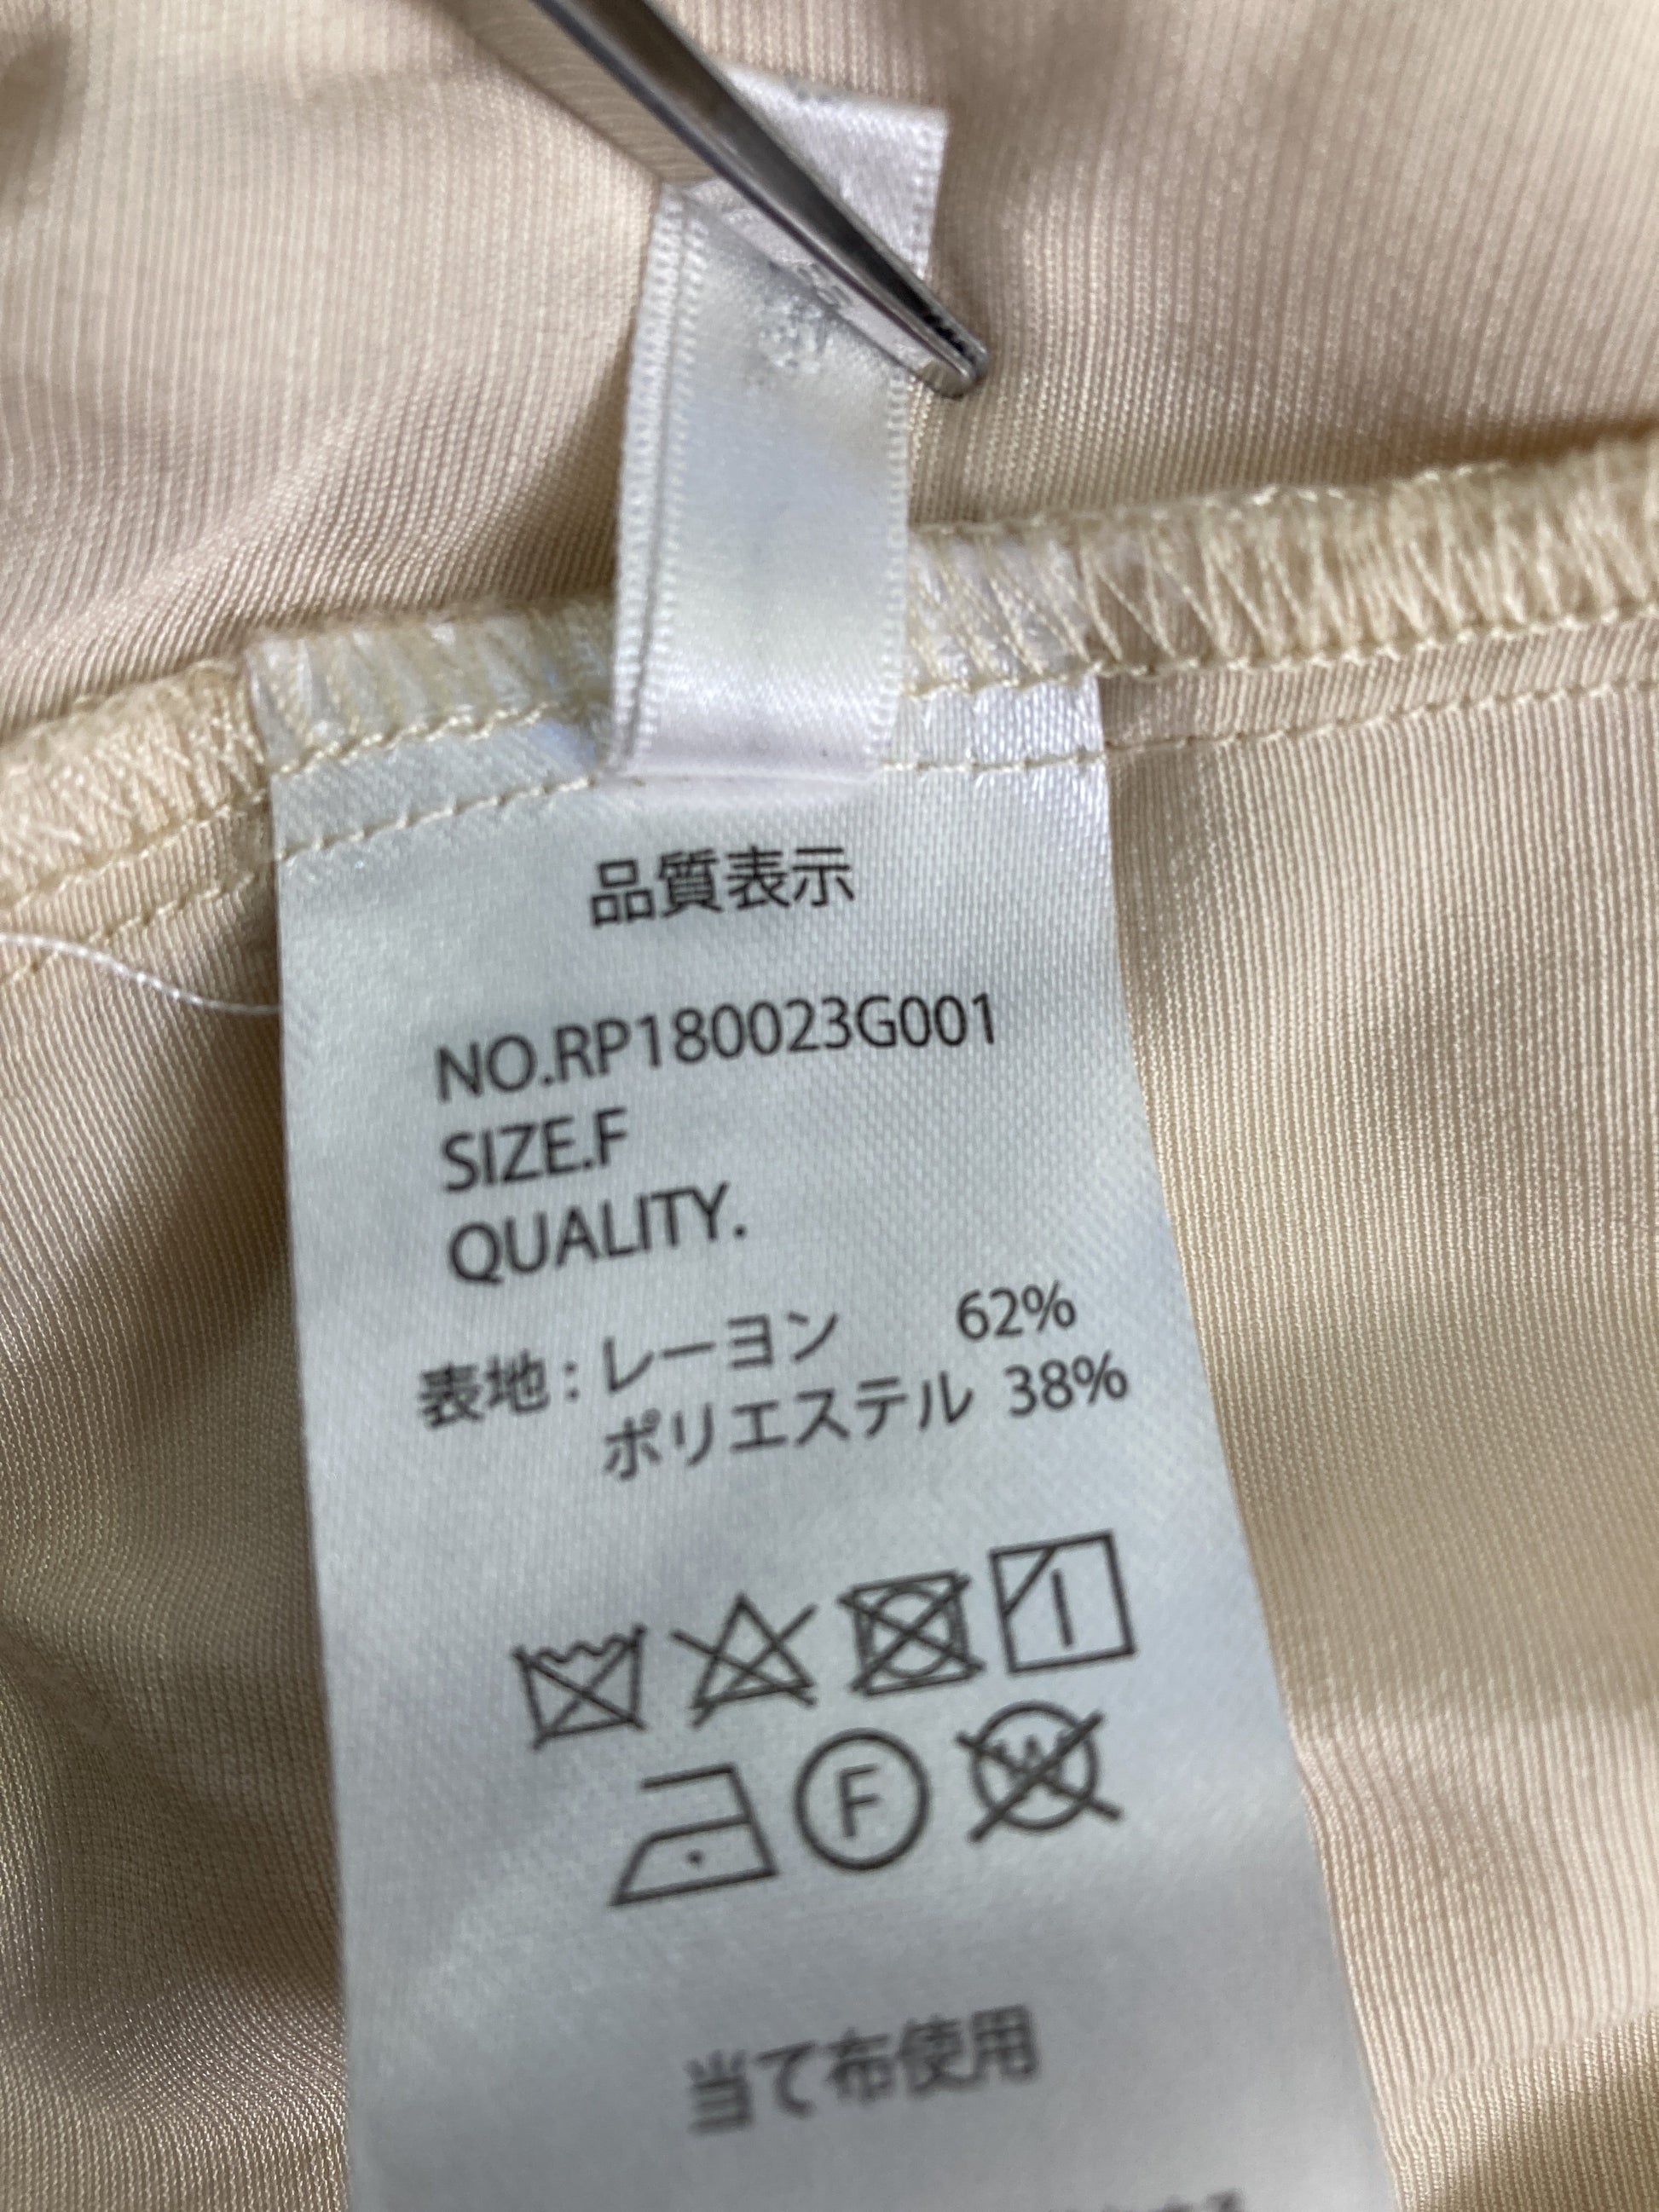 品質表示
NO.RP180023G001
SIZE.F
QUALITY.
表地:レーヨン 62%
ポリエステル 38%
F
W
当て布使用